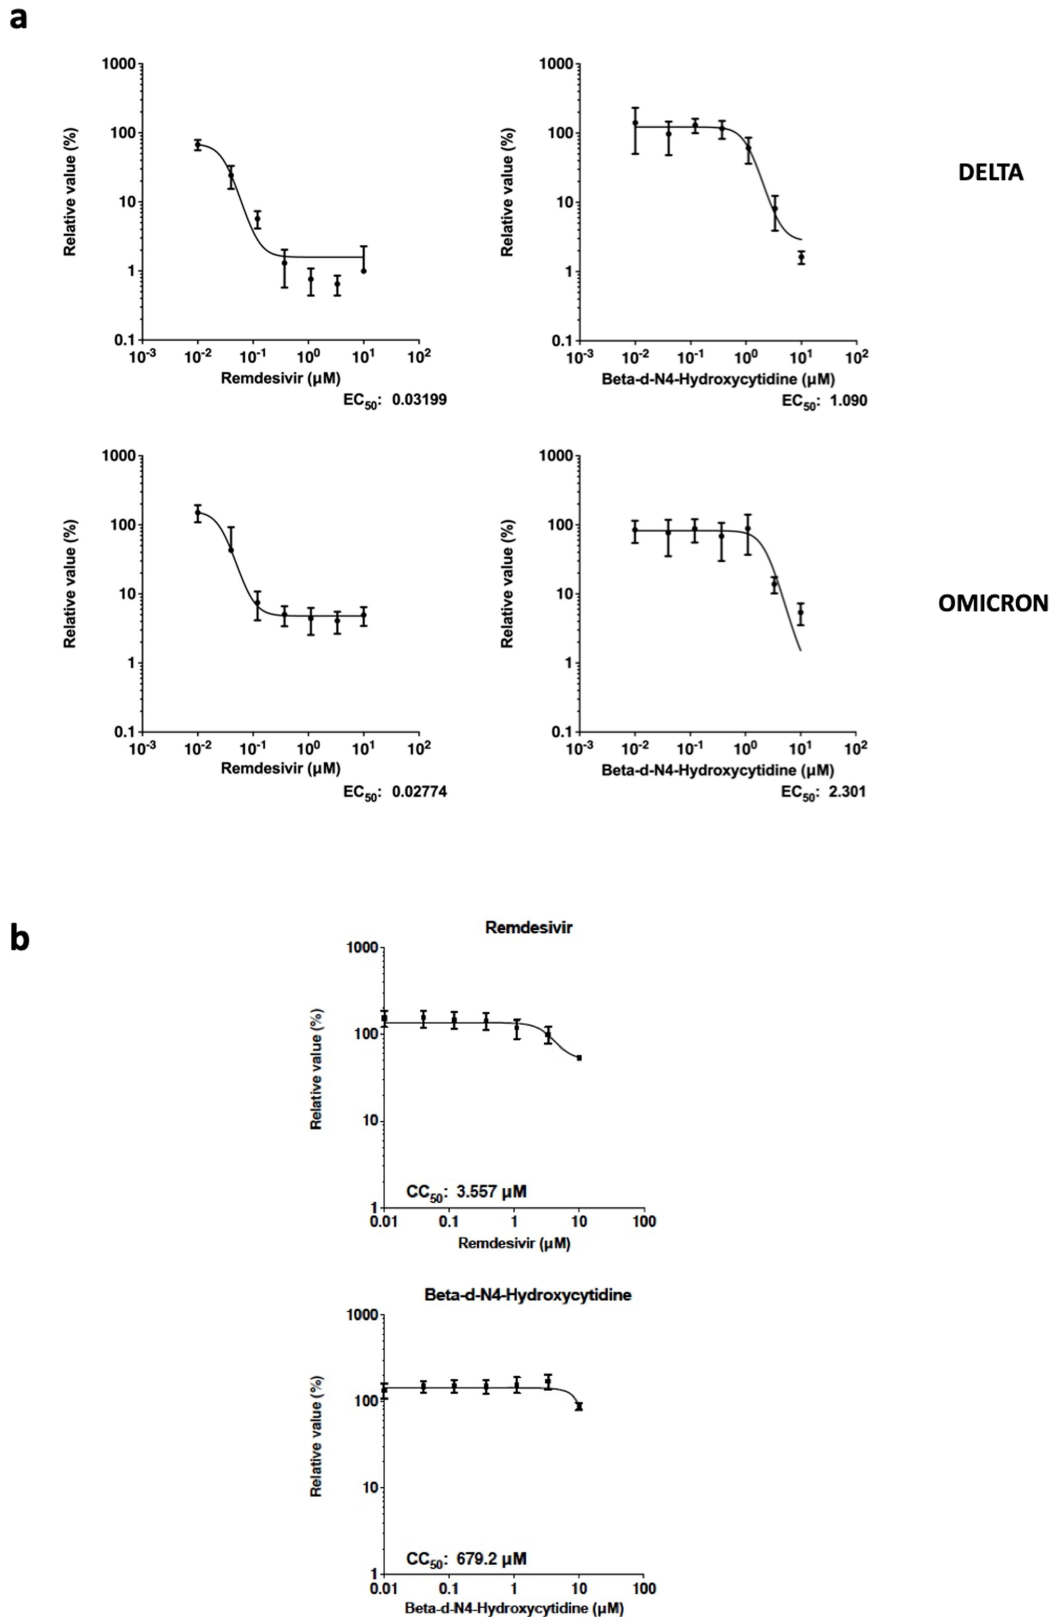 a
1000
100
10
1
0.1
Relative value (%)
10-3 10-2 10-1 100 101 102
Remdesivir (µM)
EC50: 0.03199
1000
100
10
1
0.1
Relative value (%)
10-3 10-2 10-1 100 101 102
Beta-d-N4-Hydroxycytidine (µM)
EC50: 1.090
DELTA
1000
100
10
1
0.1
Relative value (%)
10-3 10-2 10-1 100 101 102
Remdesivir (µM)
EC50: 0.02774
1000
100
10
1
0.1
Relative value (%)
10-3 10-2 10-1 100 101 102
Beta-d-N4-Hydroxycytidine (µM)
EC50: 2.301
OMICRON
b
Remdesivir
1000
100
10
1
Relative value (%)
CC50: 3.557 µM
0.01 0.1 1 10 100
Remdesivir (µM)
Beta-d-N4-Hydroxycytidine
1000
100
10
1
Relative value (%)
CC50: 679.2 µM
0.01 0.1 1 10 100
Beta-d-N4-Hydroxycytidine (µM)